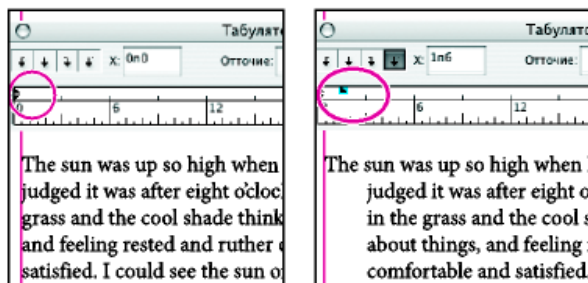 Табулято
X: 0п0
Отточие:
0 6 12
The sun was up so high when
judged it was after eight o'cloc
grass and the cool shade think
and feeling rested and ruther
satisfied. I could see the sun o
Табулято
X: 1п6
Отточие:
6 12
The sun was up so high when
judged it was after eight o
in the grass and the cool s
about things, and feeling
comfortable and satisfied.